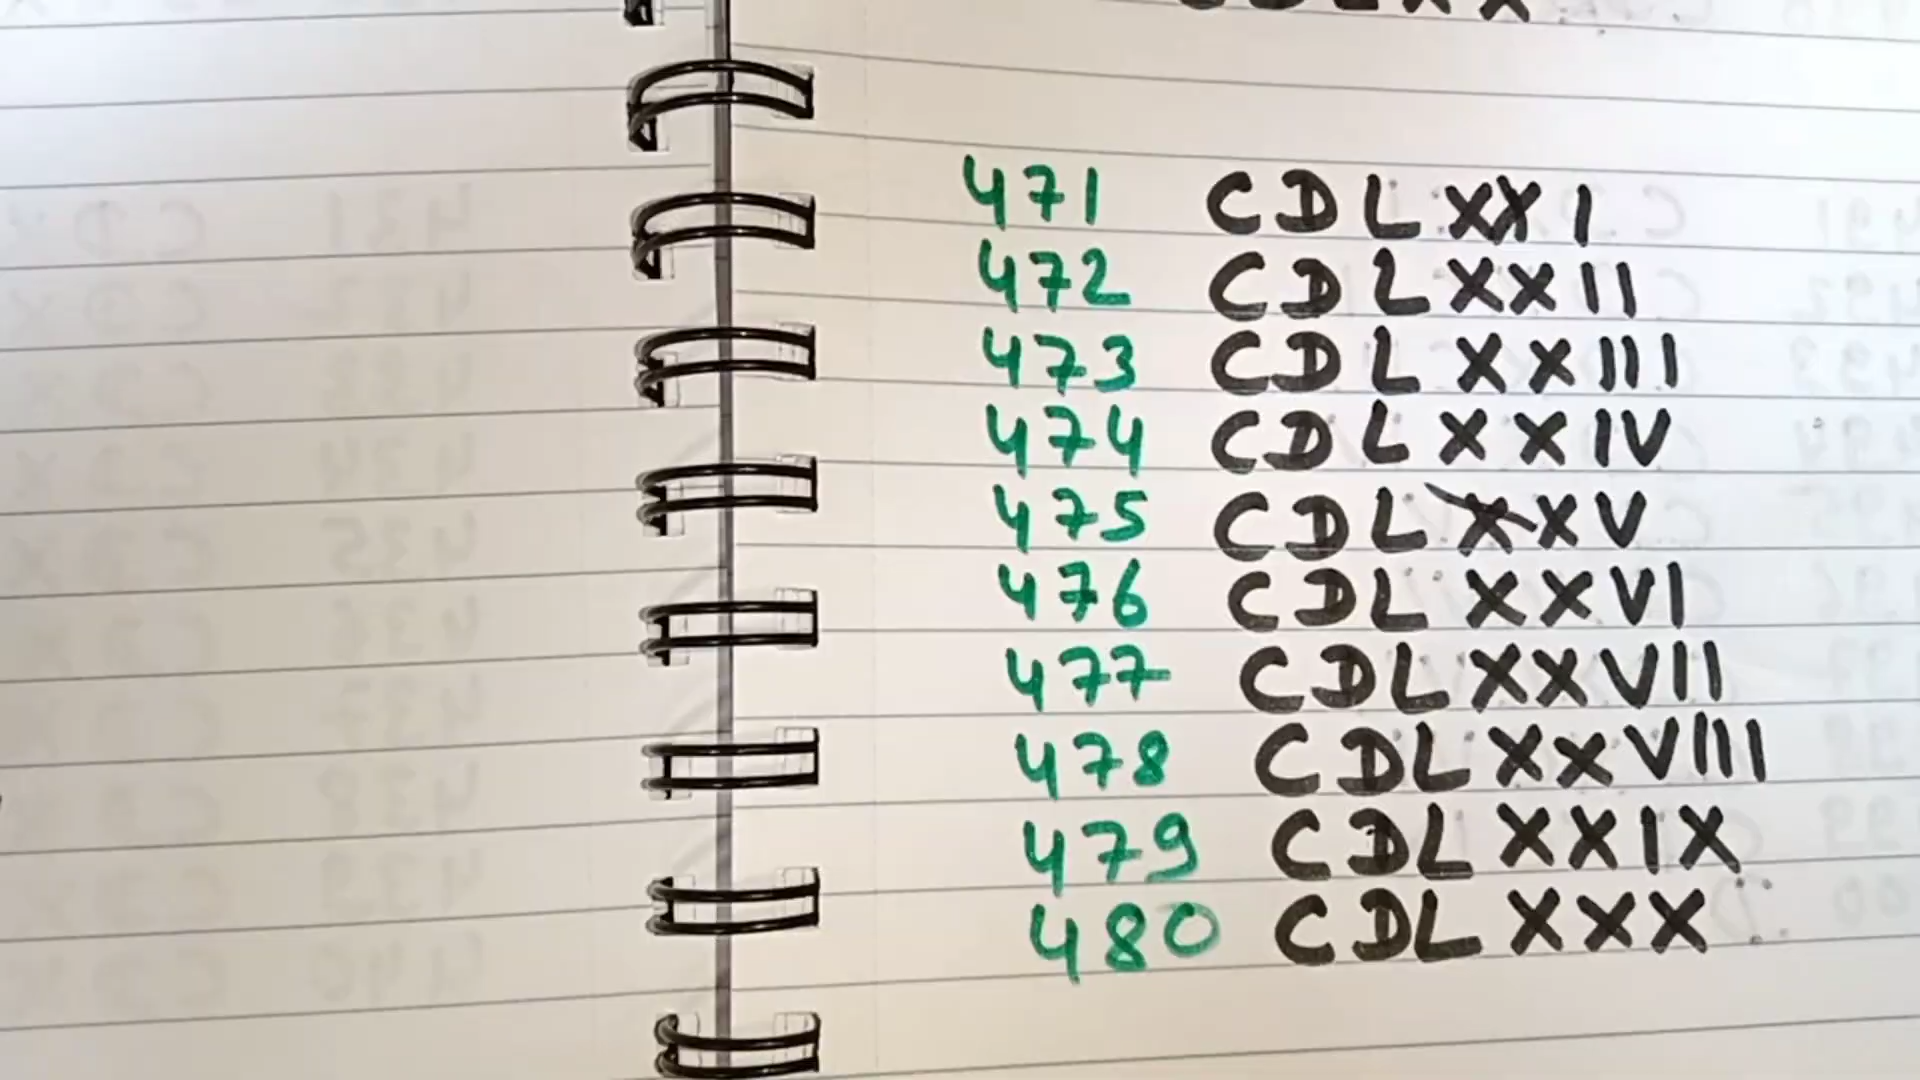 471 CDLXXI
472 CDLXXII
473 CDLXXIII
474 CDLXXIV
475 CDLXXV
476 CDLXXVI
477 CDLXXVII
478 CDLXXVIII
479 CDLXXIX
480 CDLXXX